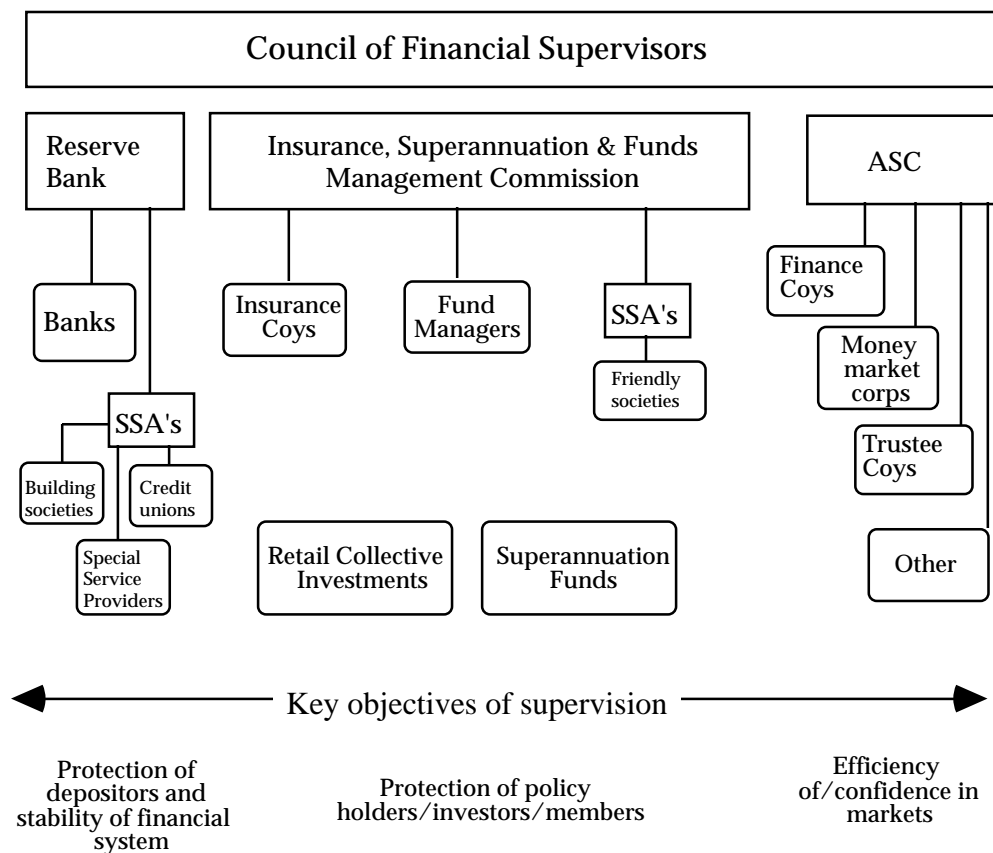 Council of Financial Supervisors
Reserve
Bank
Insurance, Superannuation & Funds
Management Commission
ASC
Banks
Insurance
Coys
Fund
Managers
SSA's
Finance
Coys
Friendly
societies
Money
market
corps
SSA's
Trustee
Coys
Building
societies
Credit
unions
Special
Service
Providers
Retail Collective
Investments
Superannuation
Funds
Other
Key objectives of supervision
Protection of
depositors and
stability of financial
system
Protection of policy
holders/investors/members
Efficiency
of/confidence in
markets